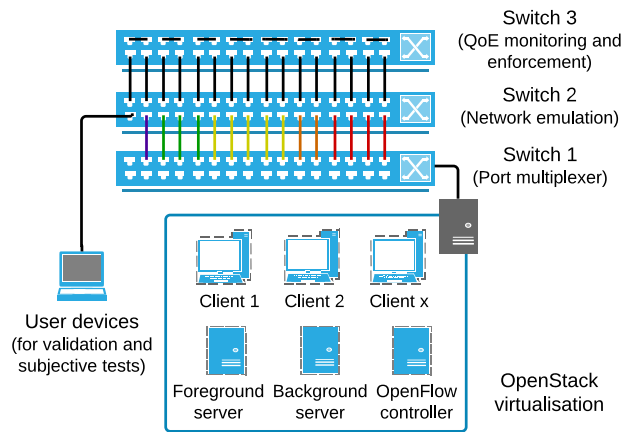 Switch 3
(QoE monitoring and
enforcement)
Switch 2
(Network emulation)
Switch 1
(Port multiplexer)
Client 1
Client 2
Client x
User devices
(for validation and
subjective tests)
Foreground
server
Background
server
OpenFlow
controller
OpenStack
virtualisation